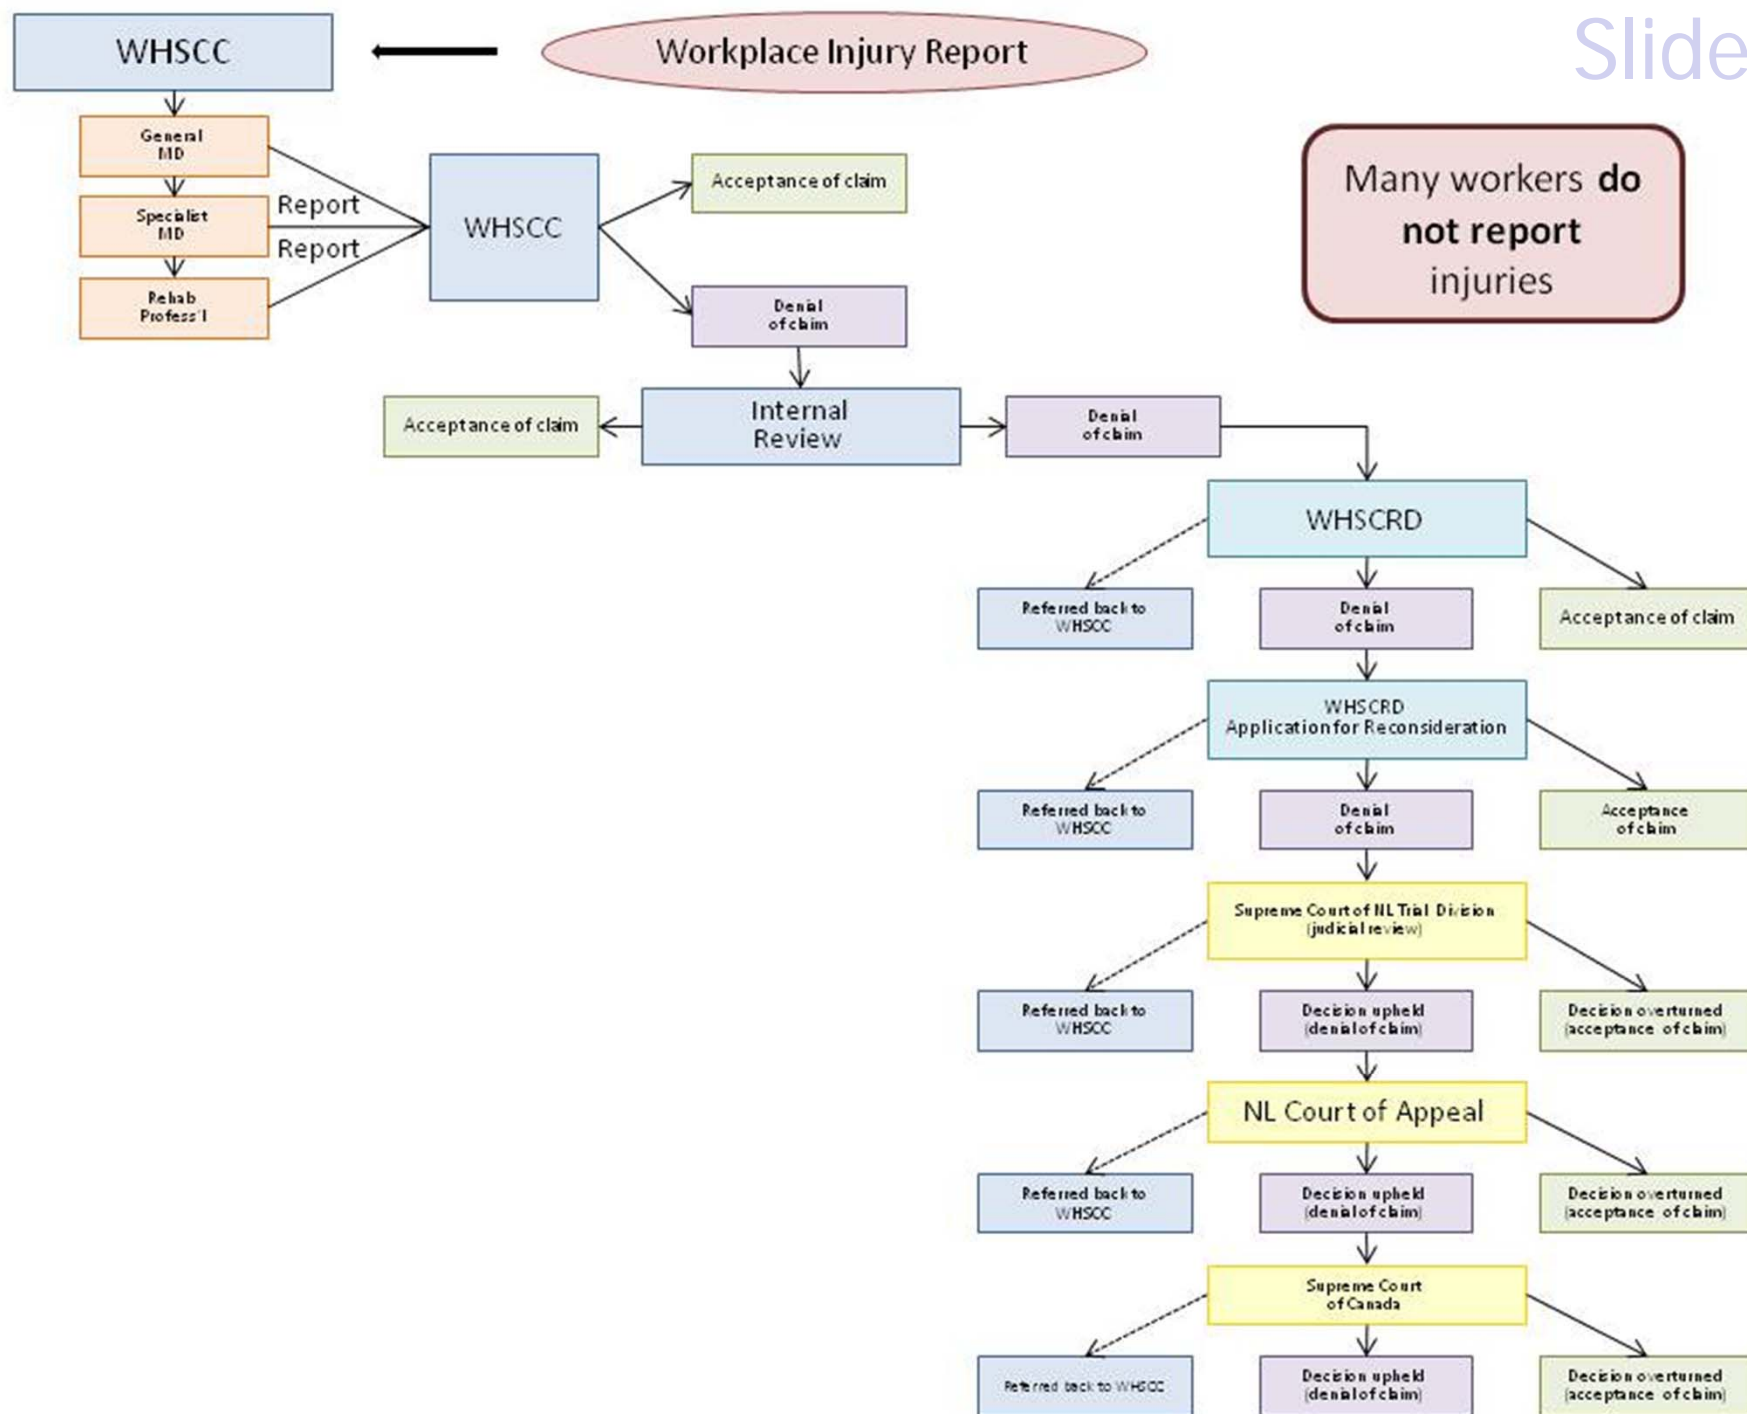 Slide
WHSCC
Workplace Injury Report
General
MD
Many workers do
not report
injuries
Acceptance of claim
Report
Specialist
MD
WHSCC
Report
Rehab
Profess'l
Denial
of claim
Acceptance of claim
Internal
Review
Denial
of claim
WHSCRD
Referred back to
WHSCC
Denial
of claim
Acceptance of claim
WHSCRD
Application for Reconsideration
Referred back to
WHSCC
Denial
of claim
Acceptance
of claim
Supreme Court of NL Trial Division
(judicial review)
Referred back to
WHSCC
Decision upheld
(denial of claim)
Decision overturned
(acceptance of claim)
NL Court of Appeal
Referred back to
WHSCC
Decision upheld
(denial of claim)
Decision overturned
(acceptance of claim)
Supreme Court
of Canada
Referred back to WHSCC
Decision upheld
(denial of claim)
Decision overturned
(acceptance of claim)